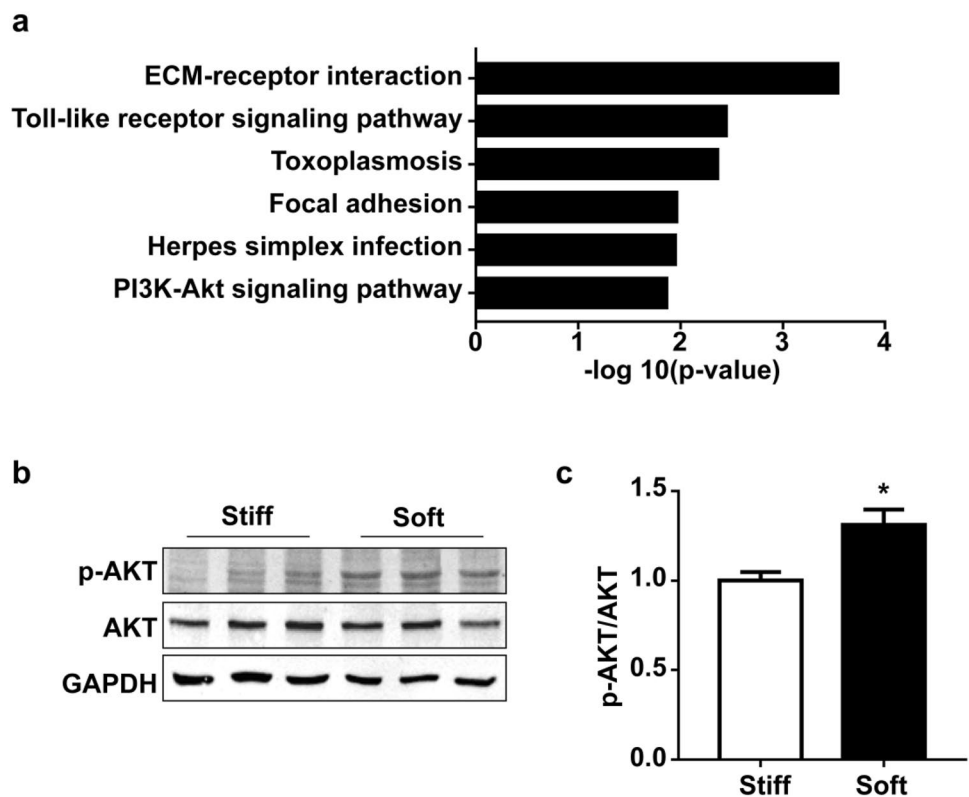 a
ECM-receptor interaction
Toll-like receptor signaling pathway
Toxoplasmosis
Focal adhesion
Herpes simplex infection
PI3K-Akt signaling pathway
0 1 2 3 4
-log 10(p-value)
b
Stiff Soft
p-AKT
AKT
GAPDH
c
1.5
1.0
0.5
0.0
p-AKT/AKT
*
Stiff Soft